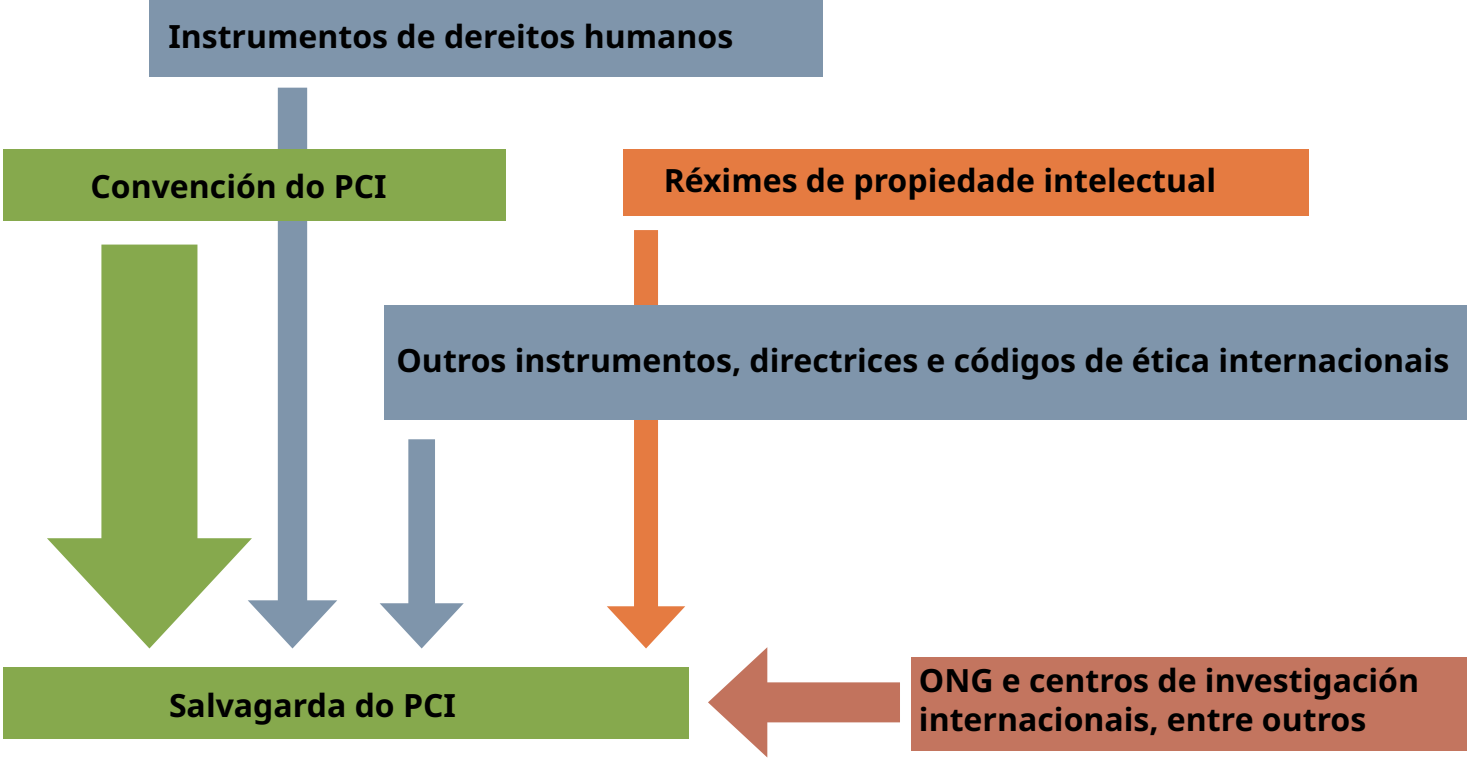 Instrumentos de dereitos humanos
Convención do PCI
Réximes de propiedade intelectual
Outros instrumentos, directrices e códigos de ética internacionais
Salvagarda do PCI
ONG e centros de investigación
internacionais, entre outros